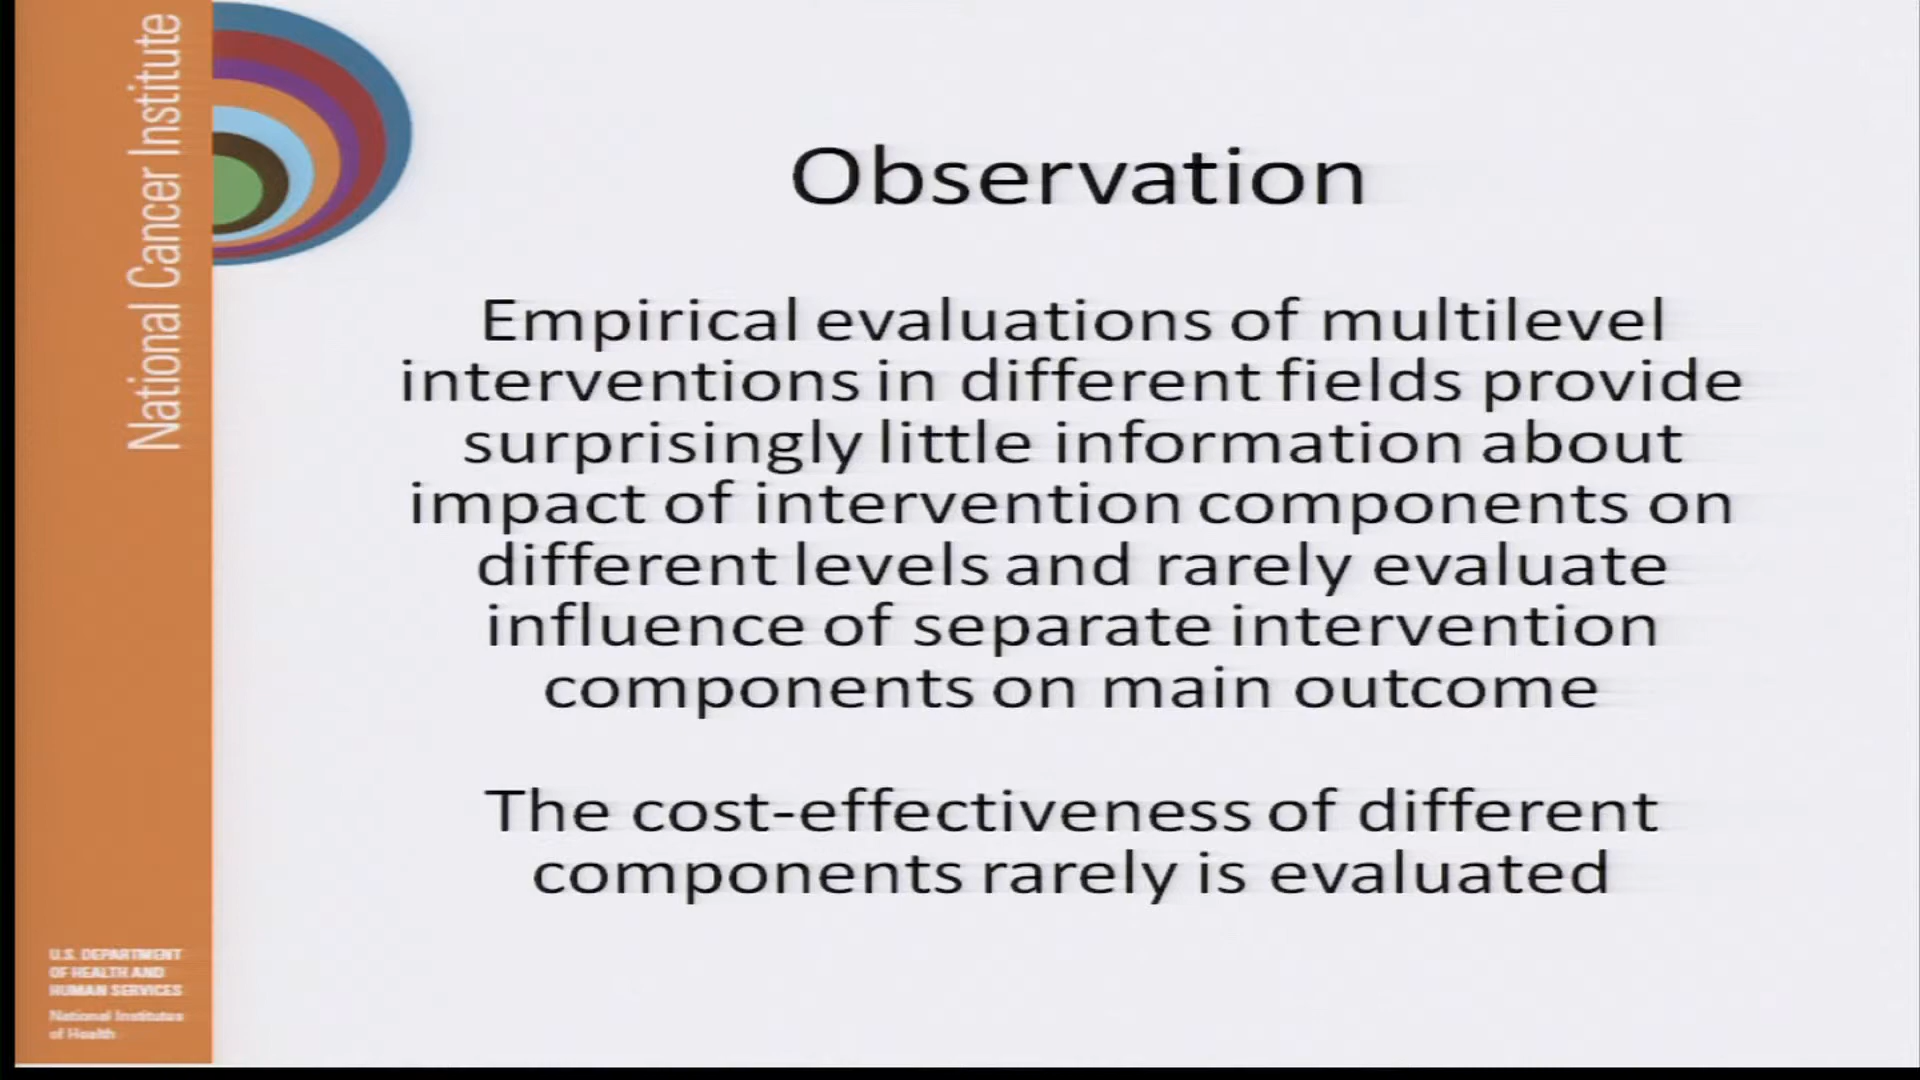 National Cancer Institute
Observation
Empirical evaluations of multilevel
interventions in different fields provide
surprisingly little information about
impact of intervention components on
different levels and rarely evaluate
influence of separate intervention
components on main outcome
The cost-effectiveness of different
components rarely is evaluated
U.S. DEPARTMENT
OF HEALTH AND
HUMAN SERVICES
National Institutes
of Health